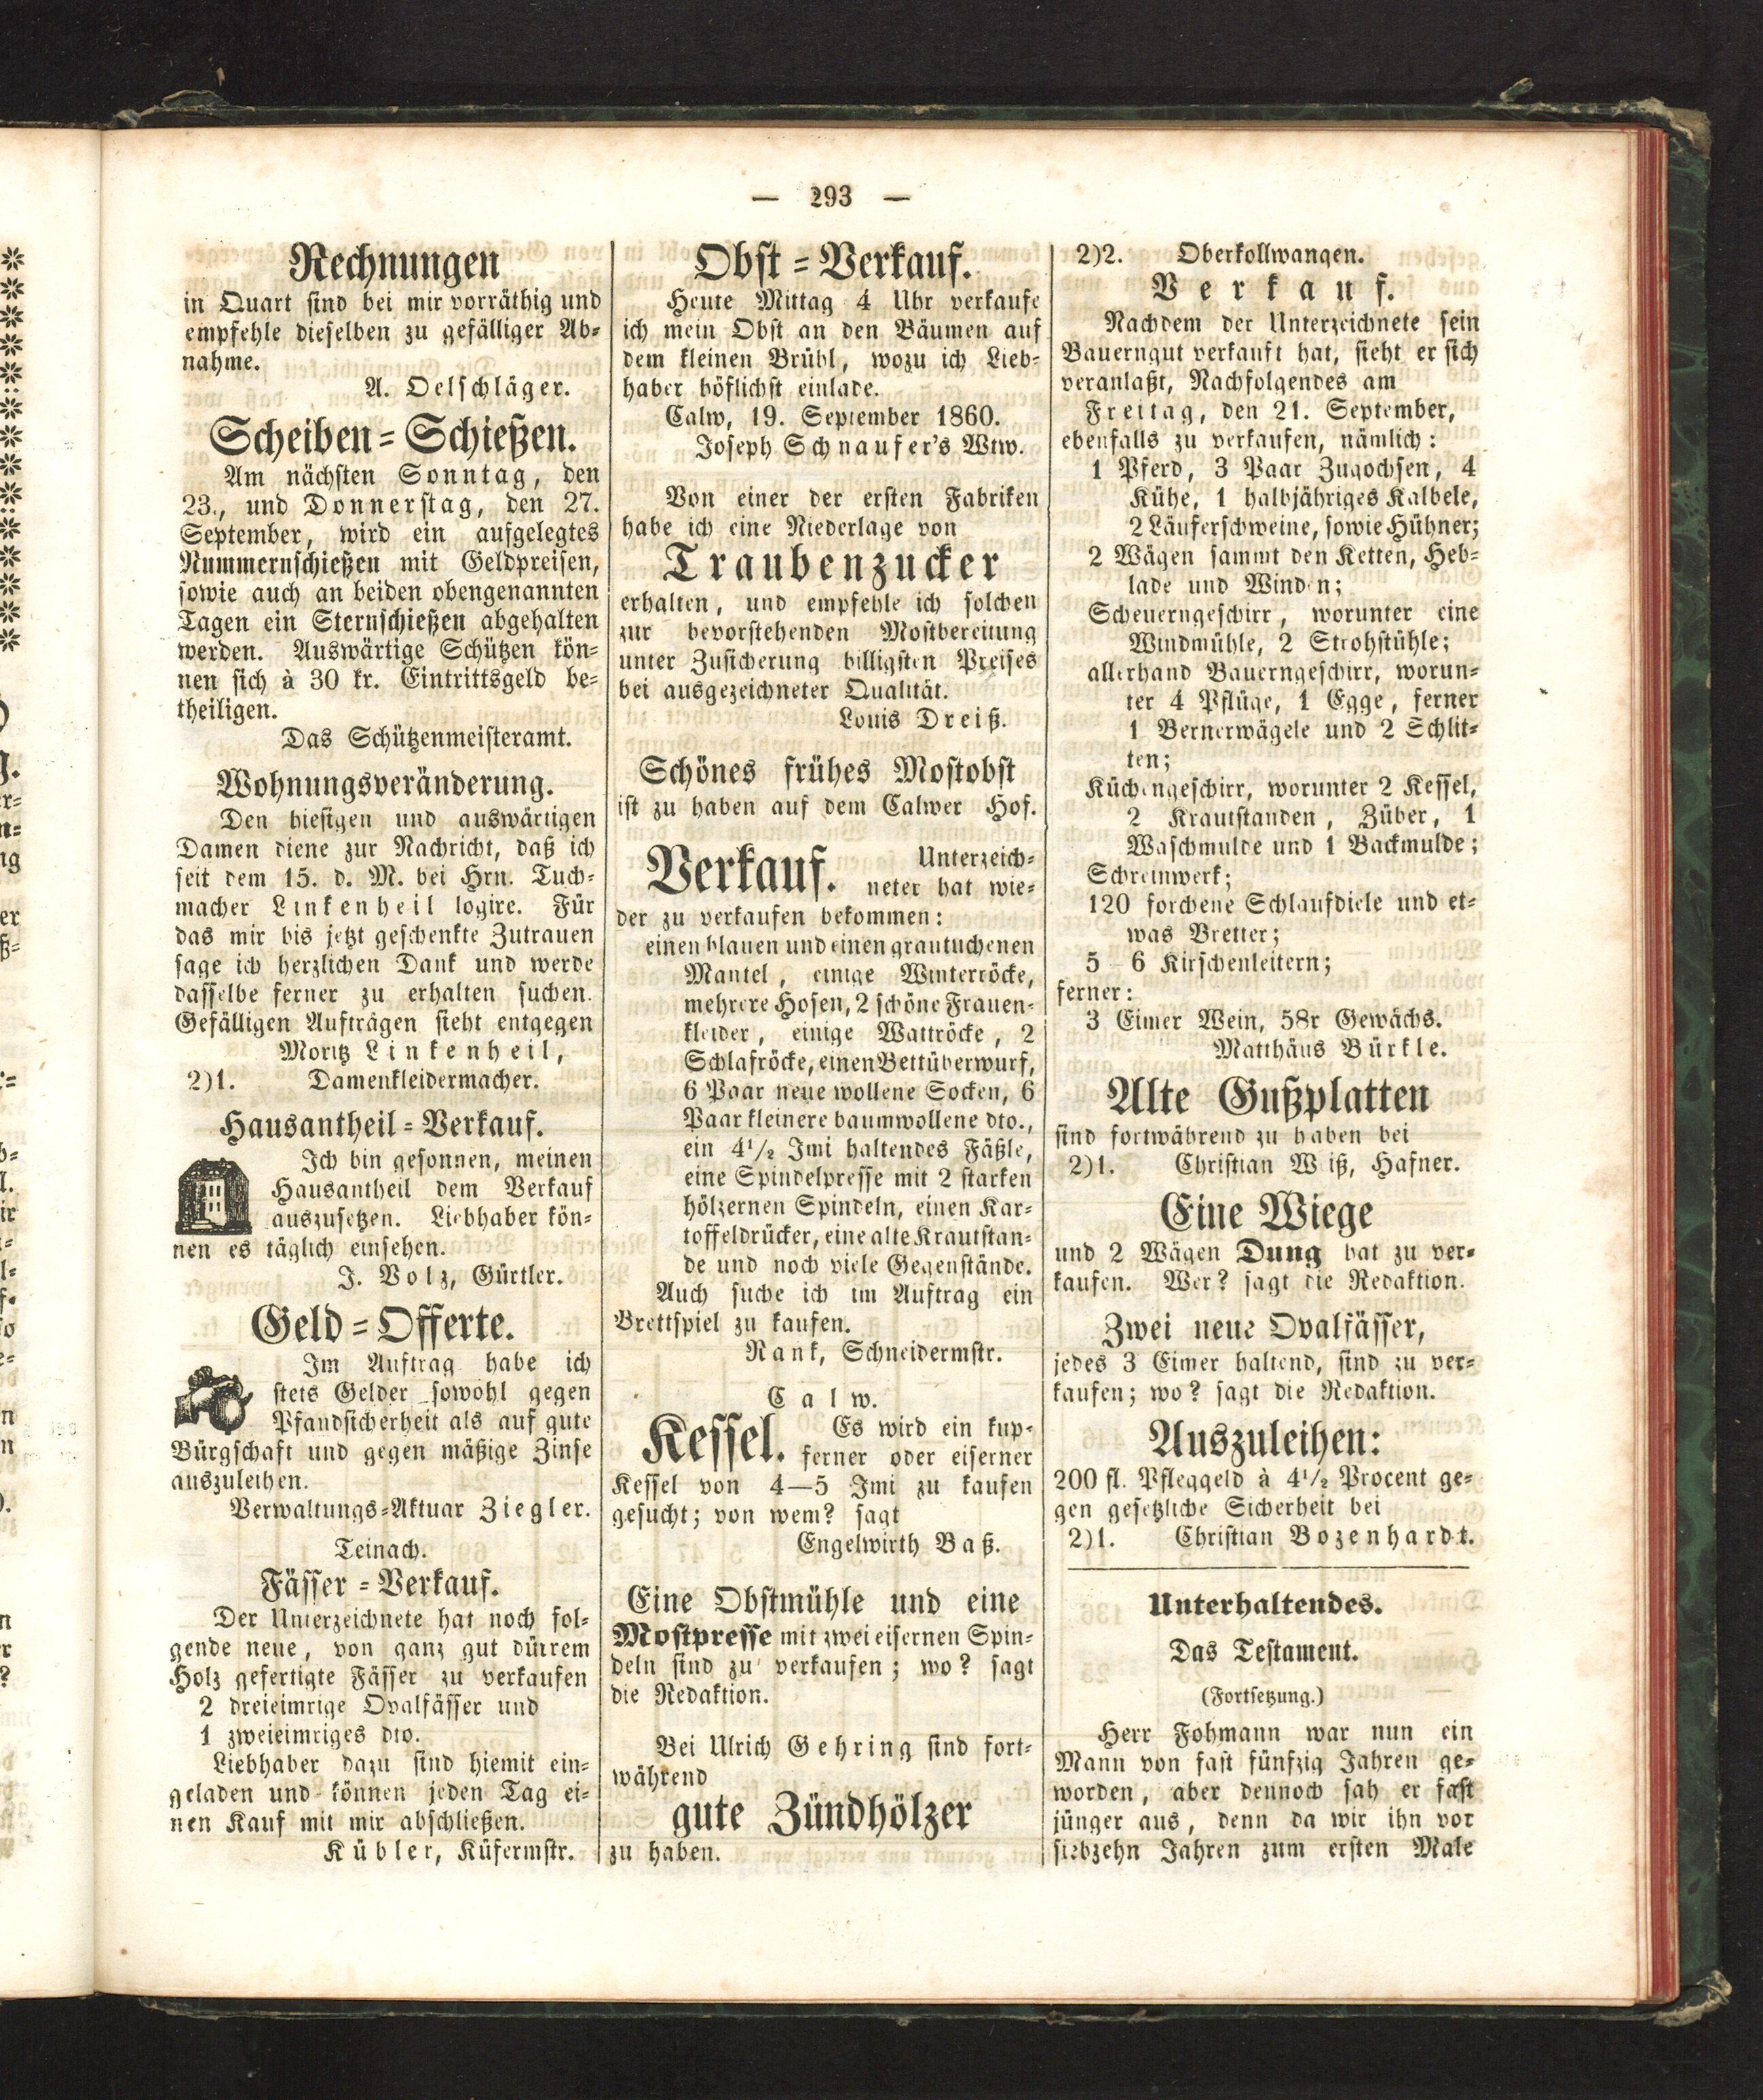 — 293 —
Rechnungen
in Quart sind bei mir vorräthig und
empfehle dieselben zu gefälliger Ab-
nahme.
A. Oelschläger.
Scheiben-Schießen.
Am nächsten Sonntag, den
23., und Donnerstag, den 27.
September, wird ein aufgelegtes
Nummernschießen mit Geldpreisen,
sowie auch an beiden obengenannten
Tagen ein Sternschießen abgehalten
werden. Auswärtige Schützen kön-
nen sich à 30 kr. Eintrittsgeld be-
theiligen.
Das Schützenmeisteramt.
Wohnungsveränderung.
Den hiesigen und auswärtigen
Damen diene zur Nachricht, daß ich
seit dem 15. d. M. bei Hrn. Tuch-
macher Linkenheil logire. Für
das mir bis jetzt geschenkte Zutrauen
sage ich herzlichen Dank und werde
dasselbe ferner zu erhalten suchen.
Gefälligen Aufträgen sieht entgegen
Moritz Linkenheil,
2)1. Damenkleidermacher.
Hausantheil-Verkauf.
Ich bin gesonnen, meinen
Hausantheil dem Verkauf
auszusetzen. Liebhaber kön-
nen es täglich einsehen.
J. Volz, Gürtler.
Geld-Offerte.
Im Auftrag habe ich
stets Gelder sowohl gegen
Pfandsicherheit als auf gute
Bürgschaft und gegen mäßige Zinse
auszuleihen.
Verwaltungs-Aktuar Ziegler.
Teinach.
Fässer-Verkauf.
Der Unterzeichnete hat noch fol-
gende neue, von ganz gut dürrem
Holz gefertigte Fässer zu verkaufen
2 dreieimrige Ovalfässer und
1 zweieimriges dto.
Liebhaber dazu sind hiemit ein-
geladen und können jeden Tag ei-
nen Kauf mit mir abschließen.
Kübler, Küfermstr.
Obst-Verkauf.
Heute Mittag 4 Uhr verkaufe
ich mein Obst an den Bäumen auf
dem kleinen Brühl, wozu ich Lieb-
haber höflichst einlade.
Calw, 19. September 1860.
Joseph Schnaufer's Wtw.
Von einer der ersten Fabriken
habe ich eine Niederlage von
Traubenzucker
erhalten, und empfehle ich solchen
zur bevorstehenden Mostbereitung
unter Zusicherung billigsten Preises
bei ausgezeichneter Qualität.
Louis Dreiß.
Schönes frühes Mostobst
ist zu haben auf dem Calwer Hof.
Verkauf. Unterzeich-
neter hat wie-
der zu verkaufen bekommen:
einen blauen und einen grautuchenen
Mantel, einige Winterröcke,
mehrere Hosen, 2 schöne Frauen-
kleider, einige Wattröcke, 2
Schlafröcke, einen Bettüberwurf,
6 Paar neue wollene Socken, 6
Paar kleinere baumwollene dto.,
ein 4½ Imi haltendes Fäßle,
eine Spindelpresse mit 2 starken
hölzernen Spindeln, einen Kar-
toffeldrücker, eine alte Krautstan-
de und noch viele Gegenstände.
Auch suche ich im Auftrag ein
Brettspiel zu kaufen.
Rank, Schneidermstr.
Calw.
Kessel. Es wird ein kup-
ferner oder eiserner
Kessel von 4—5 Imi zu kaufen
gesucht; von wem? sagt
Engelwirth Baß.
Eine Obstmühle und eine
Mostpresse mit zwei eisernen Spin-
deln sind zu verkaufen; wo? sagt
die Redaktion.
Bei Ulrich Gehring sind fort-
während
gute Zündhölzer
zu haben.
2)2. Oberkollwangen.
Verkauf.
Nachdem der Unterzeichnete sein
Bauerngut verkauft hat, sieht er sich
veranlaßt, Nachfolgendes am
Freitag, den 21. September,
ebenfalls zu verkaufen, nämlich:
1 Pferd, 3 Paar Zugochsen, 4
Kühe, 1 halbjähriges Kalbele,
2 Läuferschweine, sowie Hühner;
2 Wägen sammt den Ketten, Heb-
lade und Winden;
Scheuerngeschirr, worunter eine
Windmühle, 2 Strohstühle;
allerhand Bauerngeschirr, worun-
ter 4 Pflüge, 1 Egge, ferner
1 Bernerwägele und 2 Schlit-
ten;
Küchengeschirr, worunter 2 Kessel,
2 Krautstanden, Züber, 1
Waschmulde und 1 Backmulde;
Schreinwerk;
120 forchene Schlaufdiele und et-
was Bretter;
5—6 Kirschenleitern;
ferner:
3 Eimer Wein, 58r Gewächs.
Matthäus Bürkle.
Alte Gußplatten
sind fortwährend zu haben bei
2)1. Christian Hafner.
Eine Wiege
und 2 Wägen Dung hat zu ver-
kaufen. Wer? sagt die Redaktion.
Zwei neue Ovalfässer,
jedes 3 Eimer haltend, sind zu ver-
kaufen; wo? sagt die Redaktion.
Auszuleihen:
200 fl. Pfleggeld à 4½ Procent ge-
gen gesetzliche Sicherheit bei
2)1. Christian Bozenhardt.
Unterhaltendes.
Das Testament.
(Fortsetzung.)
Herr Fohmann war nun ein
Mann von fast fünfzig Jahren ge-
worden, aber dennoch sah er fast
jünger aus, denn da wir ihn vor
siebzehn Jahren zum ersten Male